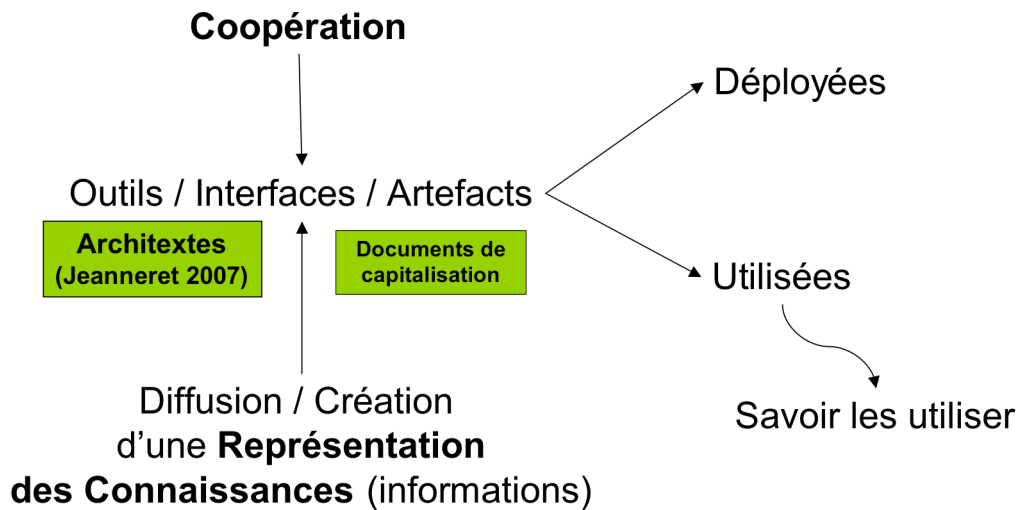 Coopération
Déployées
Outils / Interfaces / Artefacts
Architextes
(Jeanneret 2007)
Documents de
capitalisation
Utilisées
Diffusion / Création
d’une Représentation
des Connaissances (informations)
Savoir les utiliser